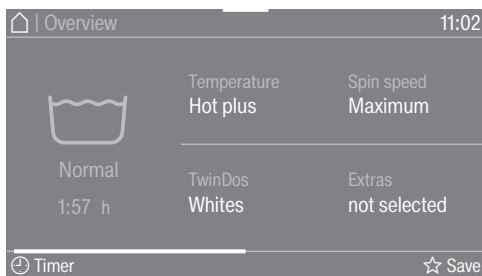 | Overview 11:02
Temperature Spin speed
Hot plus Maximum
Normal
1:57 h
TwinDos Extras
Whites not selected
Timer Save